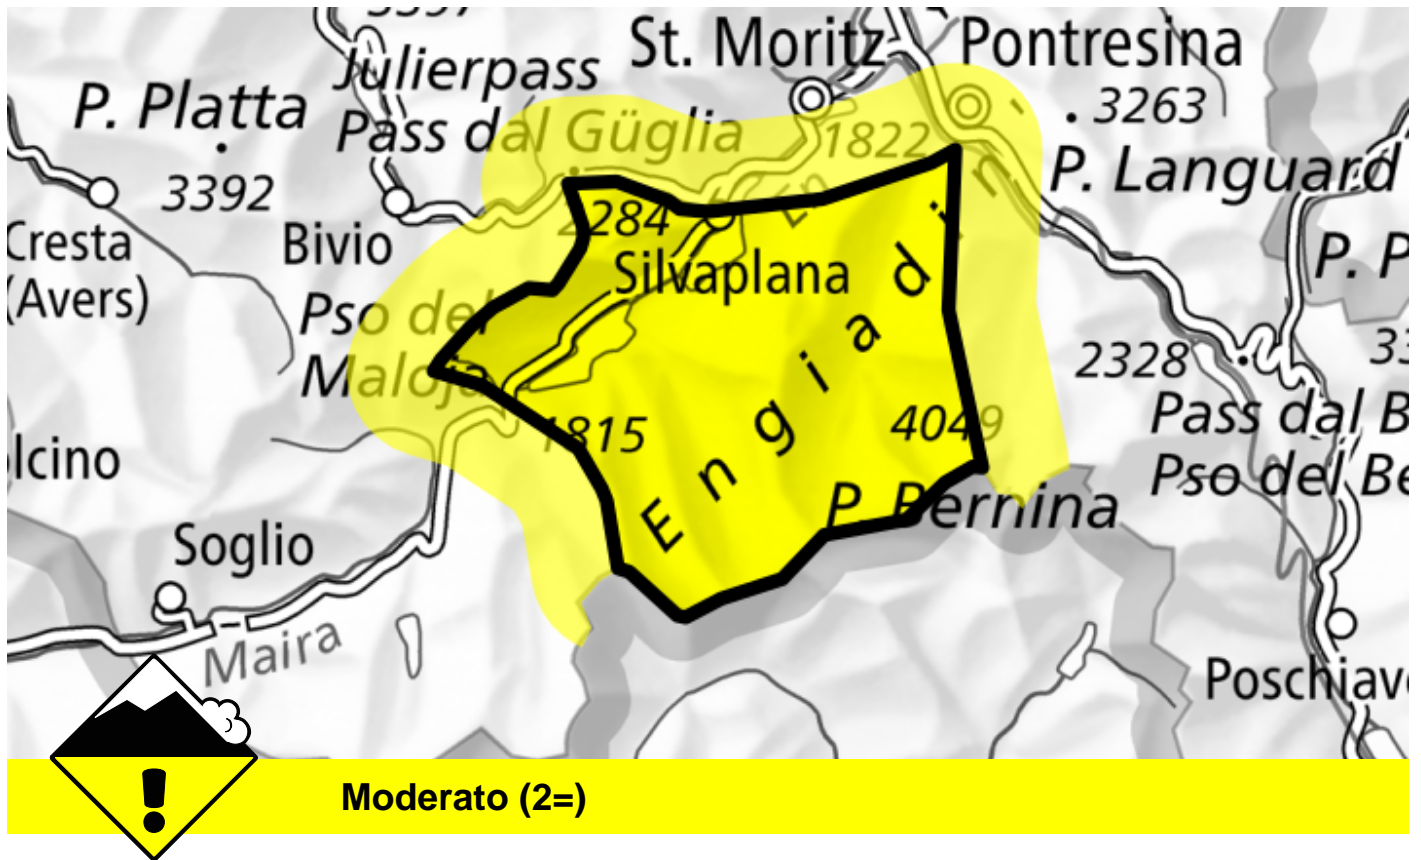 St. Moritz
Pontresina
Julierpass
P. Platta
3263
Pass dal Güglia
1822
P. Languard
3392
2284
Cresta
Bivio
Silvaplana
(Avers)
Pso del
Maloja
2328
1815
4049
Pass dal B
Engiadin
Pso del Be
P. Bernina
Soglio
Maira
Moderato (2=)